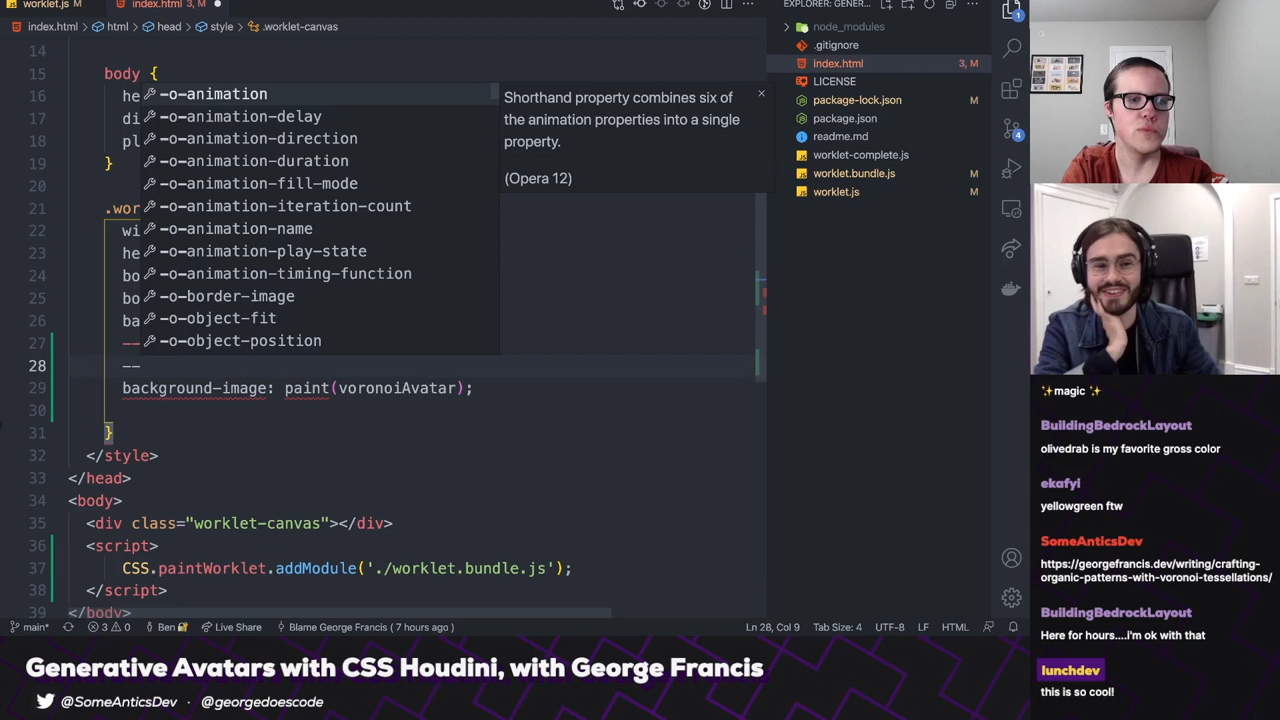 worklet.js M
index.html 3, M
index.html > html > head > style > .worklet-canvas
14
15 body {
16 he
17 di
18 pl
19 }
20
21 .wor
22 wi
23 he
24 bo
25 bo
26 ba
27 --
28 --
29 background-image: paint(voronoiAvatar);
30
31 }
32 </style>
33 </head>
34 <body>
35 <div class="worklet-canvas"></div>
36 <script>
37 CSS.paintWorklet.addModule('./worklet.bundle.js');
38 </script>
39 </body>
-o-animation
-o-animation-delay
-o-animation-direction
-o-animation-duration
-o-animation-fill-mode
-o-animation-iteration-count
-o-animation-name
-o-animation-play-state
-o-animation-timing-function
-o-border-image
-o-object-fit
-o-object-position
Shorthand property combines six of
the animation properties into a single
property.
(Opera 12)
EXPLORER: GENER...
node_modules
.gitignore
index.html 3, M
LICENSE
package-lock.json M
package.json
readme.md
worklet-complete.js
worklet.bundle.js M
worklet.js M
1
4
main* 3 0 Ben Live Share Blame George Francis ( 7 hours ago ) Ln 28, Col 9 Tab Size: 4 UTF-8 LF HTML
✨magic ✨
BuildingBedrockLayout
olivedrab is my favorite gross color
ekafyi
yellowgreen ftw
SomeAnticsDev
https://georgefrancis.dev/writing/crafting-
organic-patterns-with-voronoi-tessellations/
BuildingBedrockLayout
Here for hours....i'm ok with that
lunchdev
this is so cool!
Generative Avatars with CSS Houdini, with George Francis
@SomeAnticsDev @georgedoescode